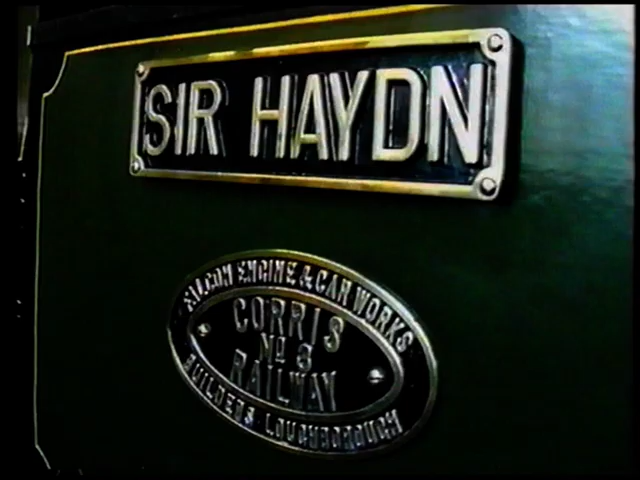 SIR HAYDN
FALCON ENGINE & CAR WORKS
CORRIS
No 3
RAILWAY
BUILDERS LOUGHBOROUGH